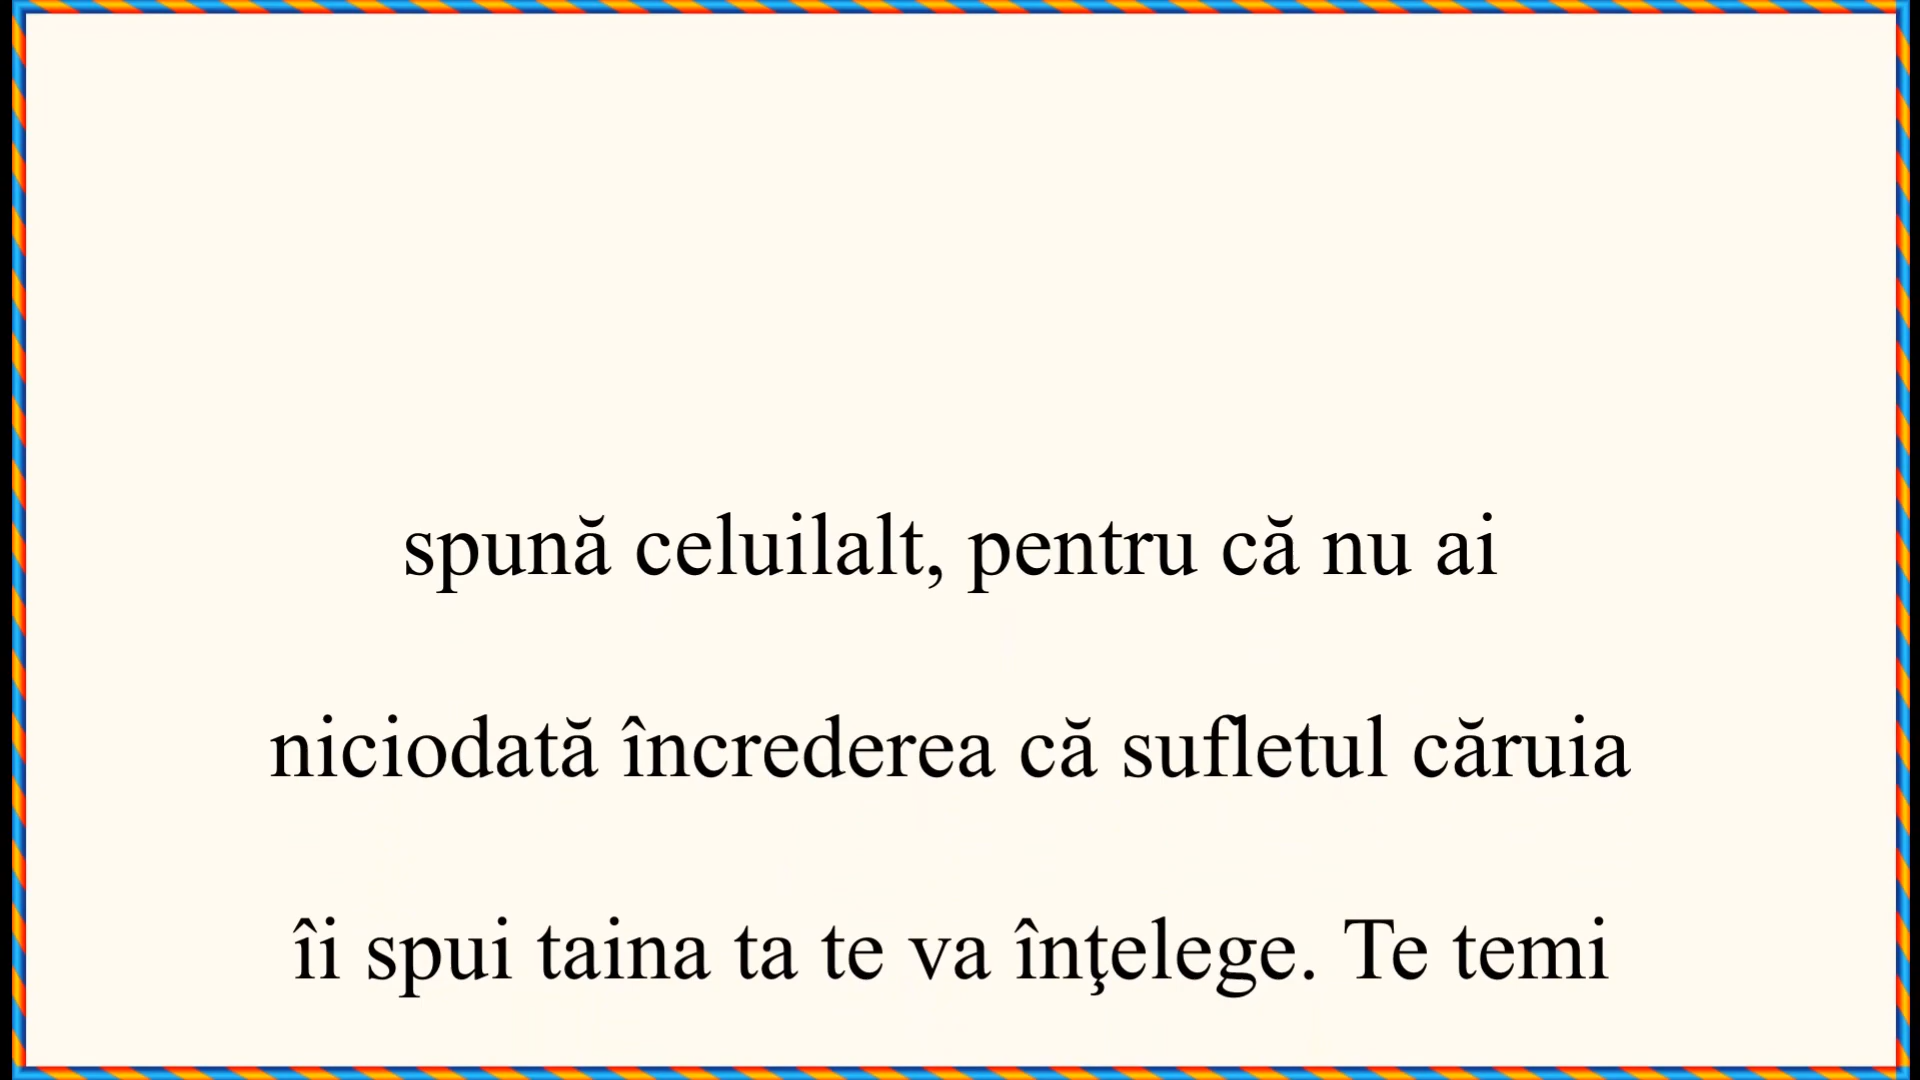 spună celuilalt, pentru că nu ai
niciodată încrederea că sufletul căruia
îi spui taina ta te va înţelege. Te temi